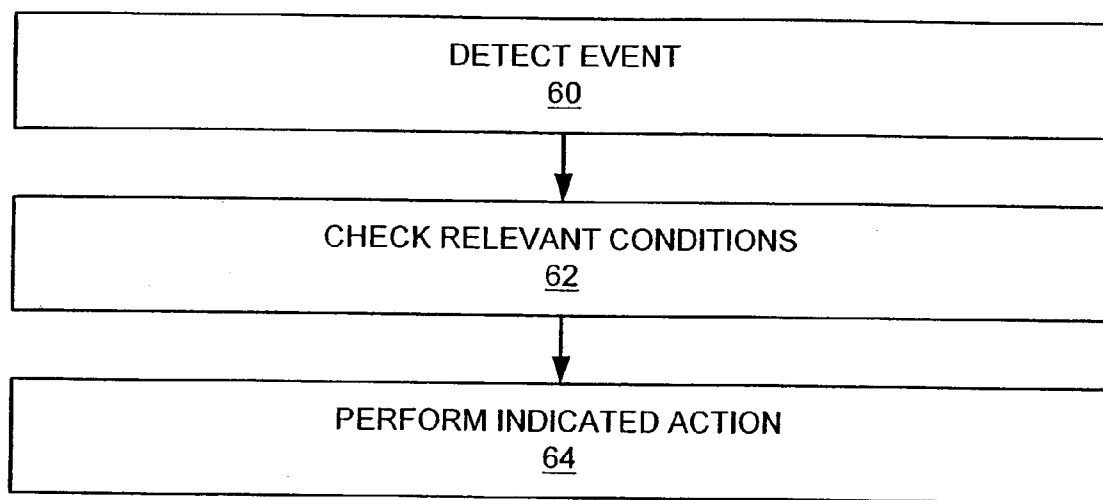 DETECT EVENT
60
CHECK RELEVANT CONDITIONS
62
PERFORM INDICATED ACTION
64